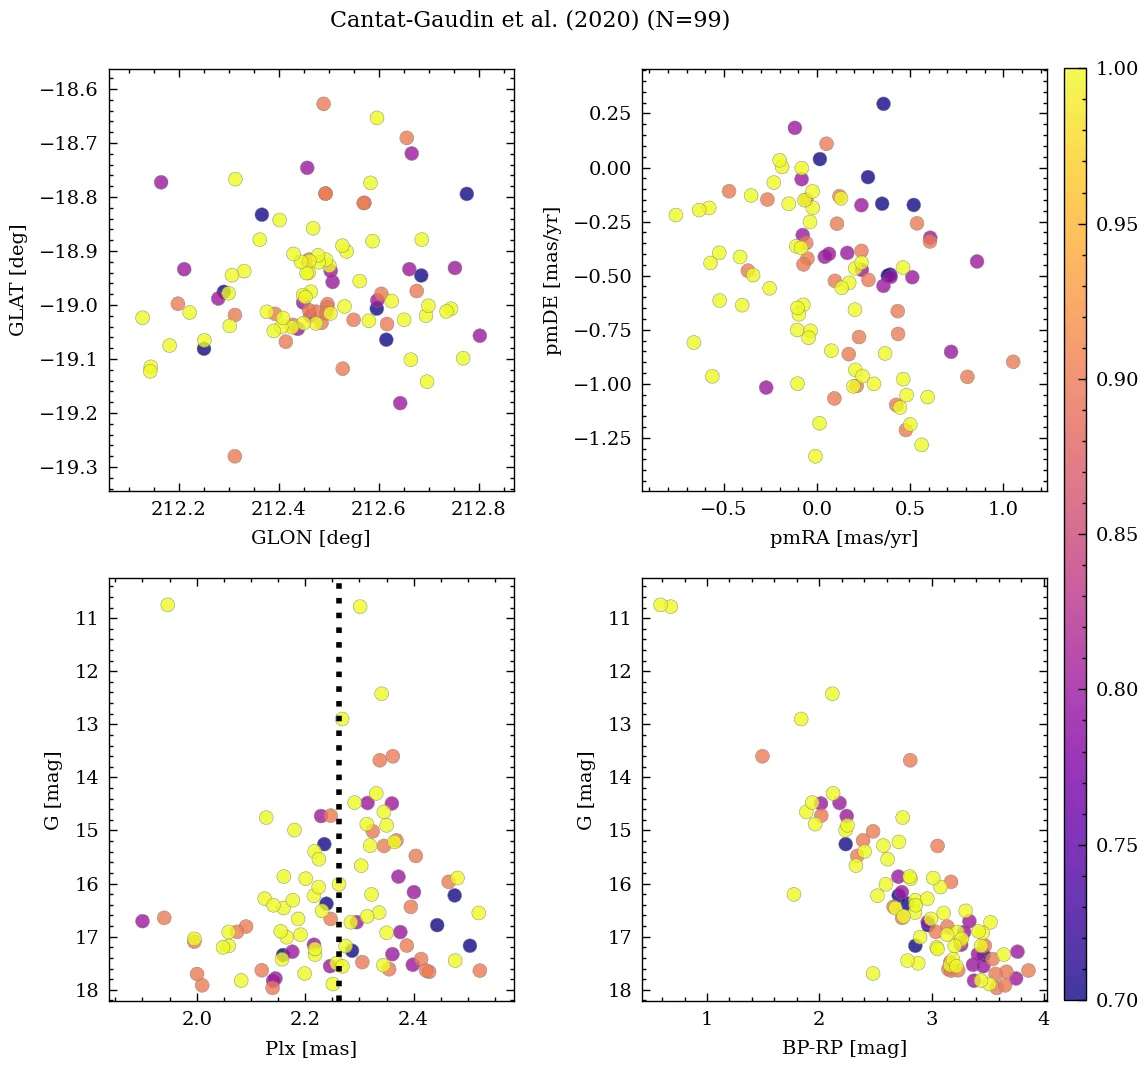 Cantat-Gaudin et al. (2020) (N=99)
−18.6
−18.7
−18.8
−18.9
−19.0
−19.1
−19.2
−19.3
GLAT [deg]
212.2 212.4 212.6 212.8
GLON [deg]
0.25
0.00
−0.25
−0.50
−0.75
−1.00
−1.25
pmDE [mas/yr]
−0.5 0.0 0.5 1.0
pmRA [mas/yr]
11
12
13
14
15
16
17
18
G [mag]
2.0 2.2 2.4
Plx [mas]
11
12
13
14
15
16
17
18
G [mag]
1 2 3 4
BP-RP [mag]
1.00
0.95
0.90
0.85
0.80
0.75
0.70